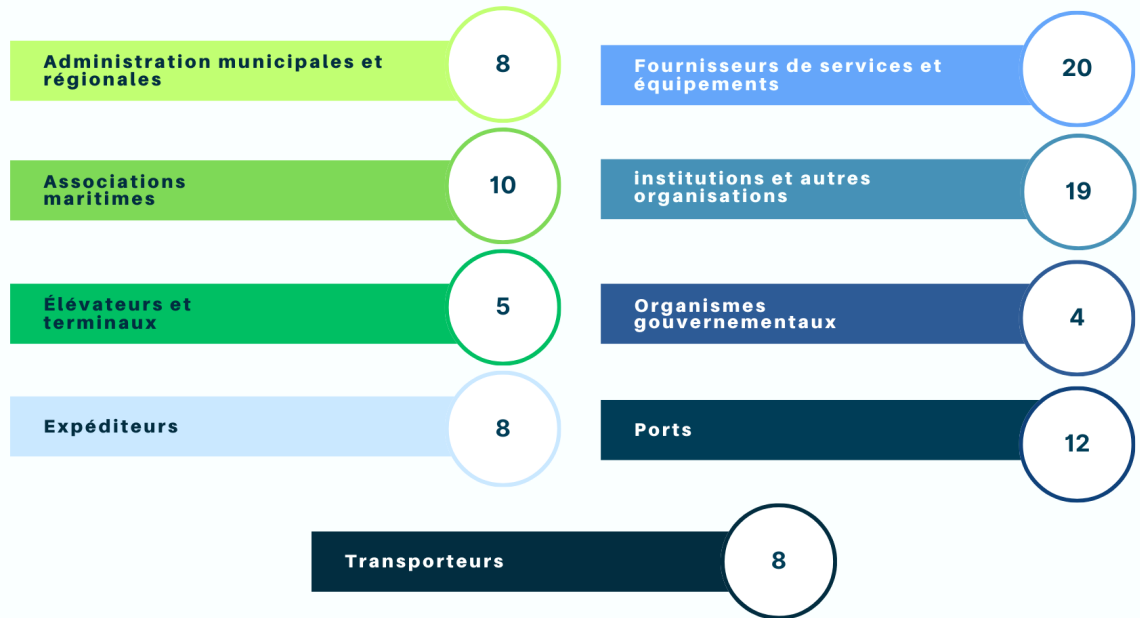 Administration municipales et
régionales
8
Associations
maritimes
10
Élévateurs et
terminaux
5
Expéditeurs
8
Fournisseurs de services et
équipements
20
institutions et autres
organisations
19
Organismes
gouvernementaux
4
Ports
12
Transporteurs
8